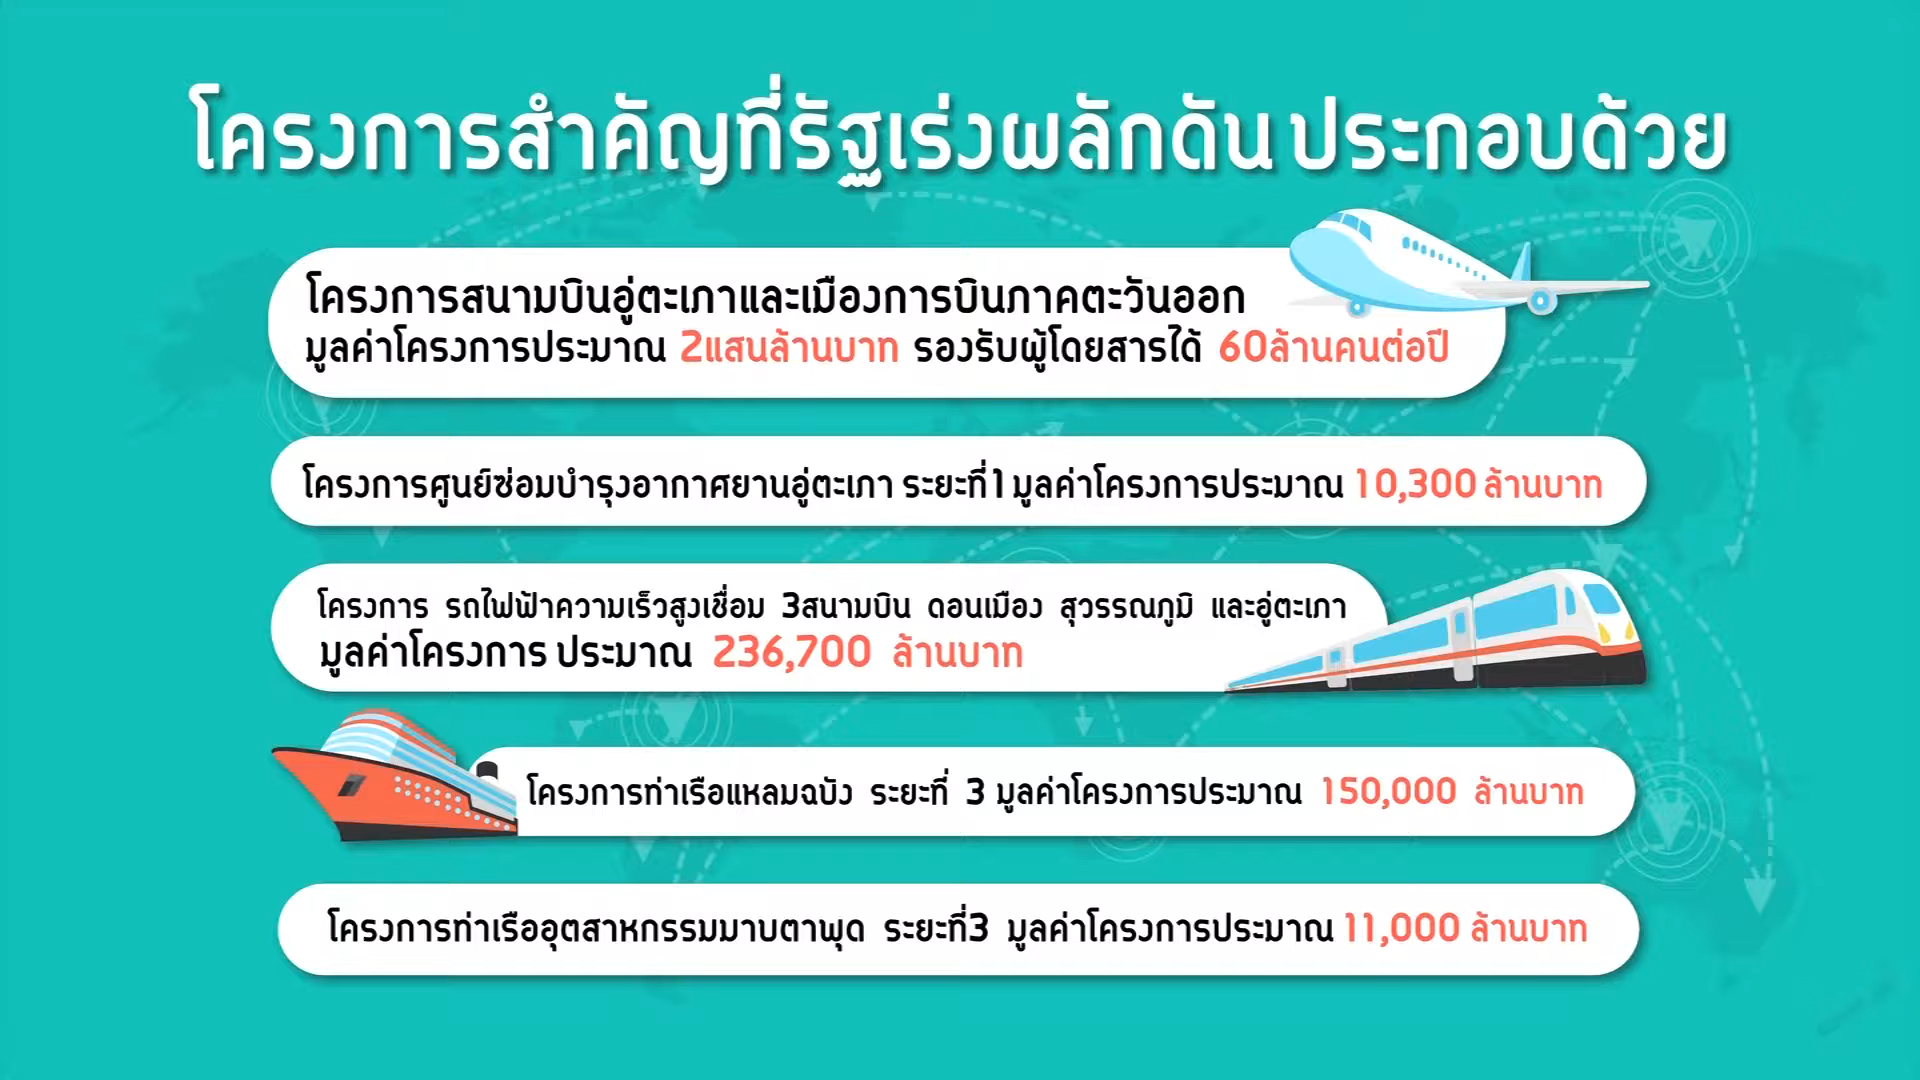 โครงการสำคัญที่รัฐเร่งผลักดัน ประกอบด้วย
โครงการสนามบินอู่ตะเภาและเมืองการบินภาคตะวันออก
มูลค่าโครงการประมาณ 2แสนล้านบาท รองรับผู้โดยสารได้ 60ล้านคนต่อปี
โครงการศูนย์ซ่อมบำรุงอากาศยานอู่ตะเภา ระยะที่1 มูลค่าโครงการประมาณ 10,300 ล้านบาท
โครงการ รถไฟฟ้าความเร็วสูงเชื่อม 3สนามบิน ดอนเมือง สุวรรณภูมิ และอู่ตะเภา
มูลค่าโครงการ ประมาณ 236,700 ล้านบาท
โครงการท่าเรือแหลมฉบัง ระยะที่ 3 มูลค่าโครงการประมาณ 150,000 ล้านบาท
โครงการท่าเรืออุตสาหกรรมมาบตาพุด ระยะที่3 มูลค่าโครงการประมาณ 11,000 ล้านบาท